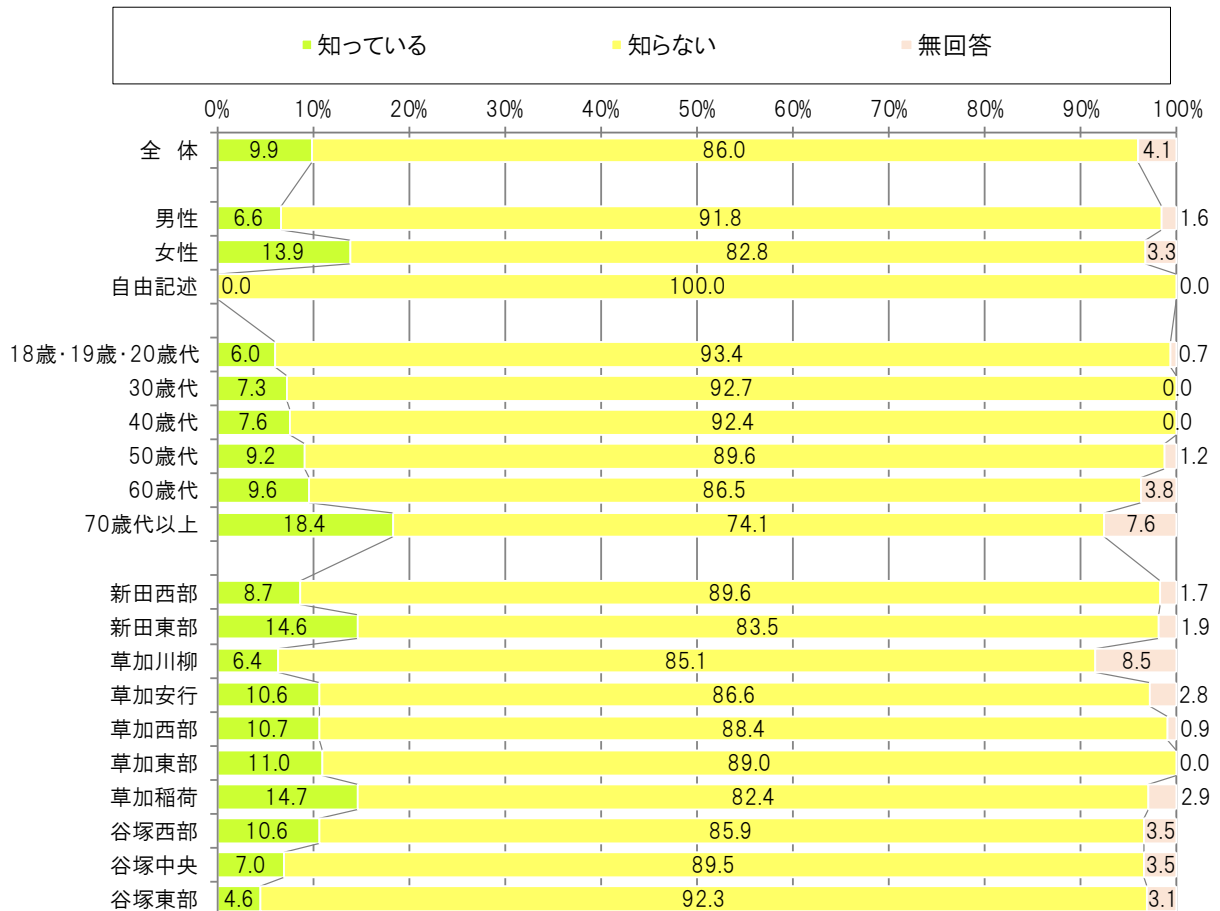 知っている 知らない 無回答
0% 10% 20% 30% 40% 50% 60% 70% 80% 90% 100%
全 体 9.9 86.0 4.1
男性 6.6 91.8 1.6
女性 13.9 82.8 3.3
自由記述 0.0 100.0 0.0
18歳・19歳・20歳代 6.0 93.4 0.7
30歳代 7.3 92.7 0.0
40歳代 7.6 92.4 0.0
50歳代 9.2 89.6 1.2
60歳代 9.6 86.5 3.8
70歳代以上 18.4 74.1 7.6
新田西部 8.7 89.6 1.7
新田東部 14.6 83.5 1.9
草加川柳 6.4 85.1 8.5
草加安行 10.6 86.6 2.8
草加西部 10.7 88.4 0.9
草加東部 11.0 89.0 0.0
草加稲荷 14.7 82.4 2.9
谷塚西部 10.6 85.9 3.5
谷塚中央 7.0 89.5 3.5
谷塚東部 4.6 92.3 3.1